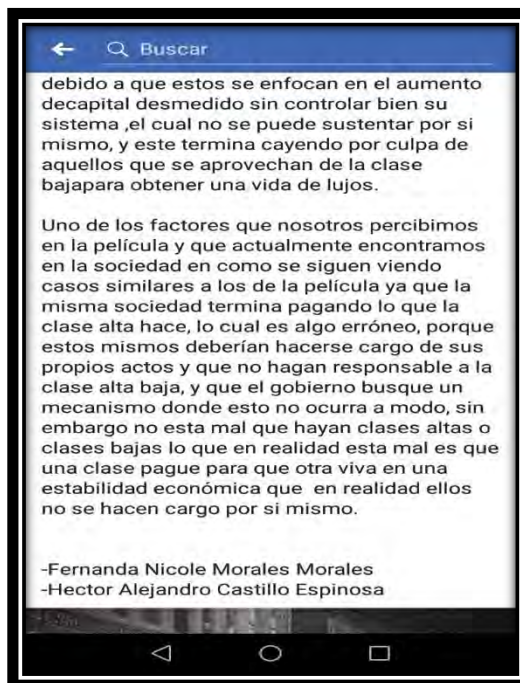 Buscar
debido a que estos se enfocan en el aumento
decapital desmedido sin controlar bien su
sistema ,el cual no se puede sustentar por si
mismo, y este termina cayendo por culpa de
aquellos que se aprovechan de la clase
bajapara obtener una vida de lujos.
Uno de los factores que nosotros percibimos
en la película y que actualmente encontramos
en la sociedad en como se siguen viendo
casos similares a los de la película ya que la
misma sociedad termina pagando lo que la
clase alta hace, lo cual es algo erróneo, porque
estos mismos deberían hacerse cargo de sus
propios actos y que no hagan responsable a la
clase alta baja, y que el gobierno busque un
mecanismo donde esto no ocurra a modo, sin
embargo no esta mal que hayan clases altas o
clases bajas lo que en realidad esta mal es que
una clase pague para que otra viva en una
estabilidad económica que  en realidad ellos
no se hacen cargo por si mismo.
-Fernanda Nicole Morales Morales
-Hector Alejandro Castillo Espinosa